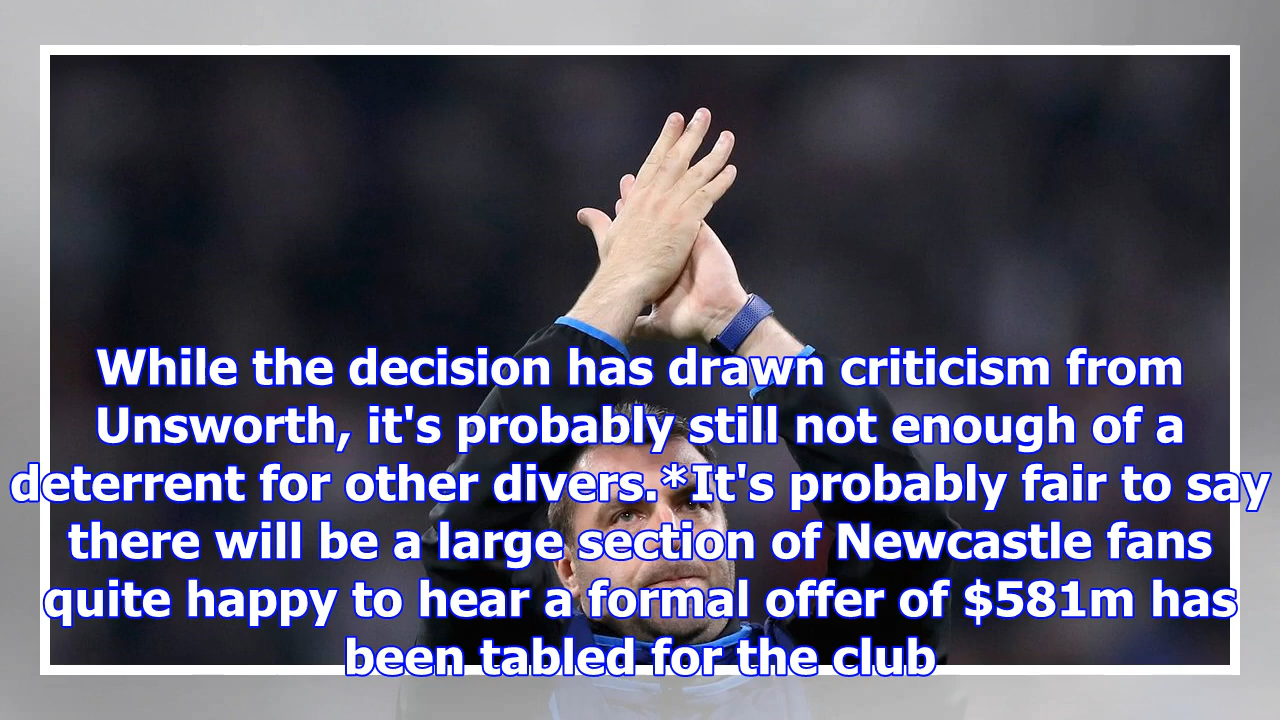 While the decision has drawn criticism from
Unsworth, it's probably still not enough of a
deterrent for other divers.*It's probably fair to say
there will be a large section of Newcastle fans
quite happy to hear a formal offer of $581m has
been tabled for the club